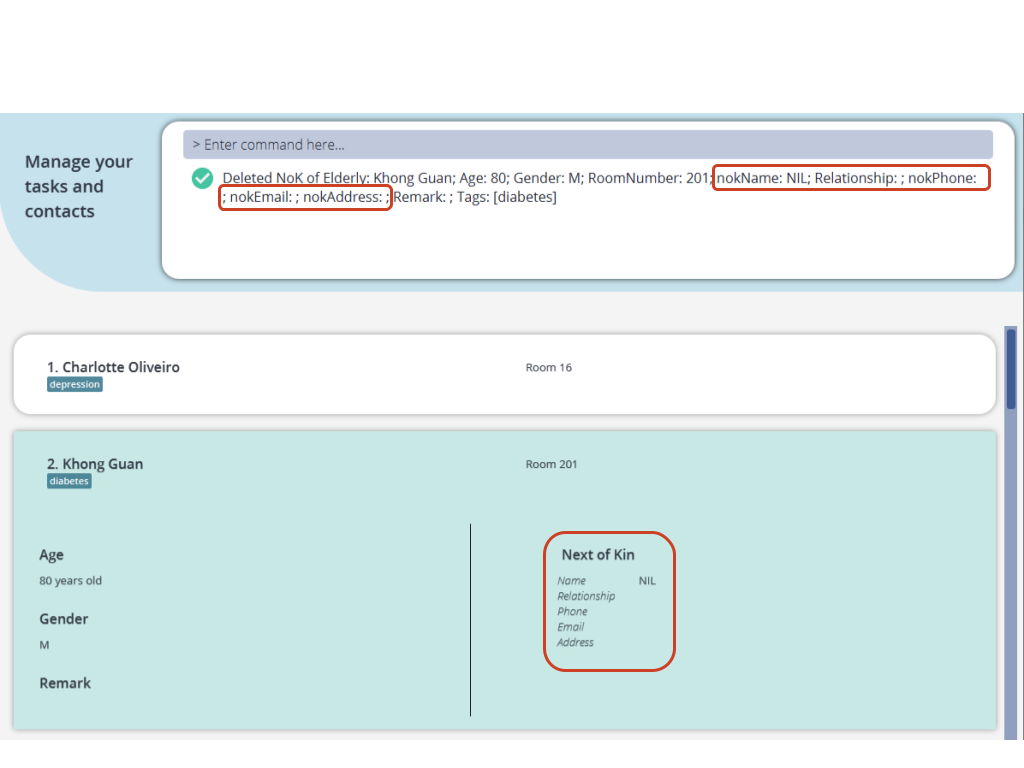 Manage your
tasks and
contacts
> Enter command here...
Deleted NoK of Elderly: Khong Guan; Age: 80; Gender: M; RoomNumber: 201; nokName: NIL; Relationship: ; nokPhone:
; nokEmail: ; nokAddress: ; Remark: ; Tags: [diabetes]
1. Charlotte Oliveiro
Room 16
depression
2. Khong Guan
Room 201
diabetes
Age
80 years old
Gender
M
Remark
Next of Kin
Name NIL
Relationship
Phone
Email
Address